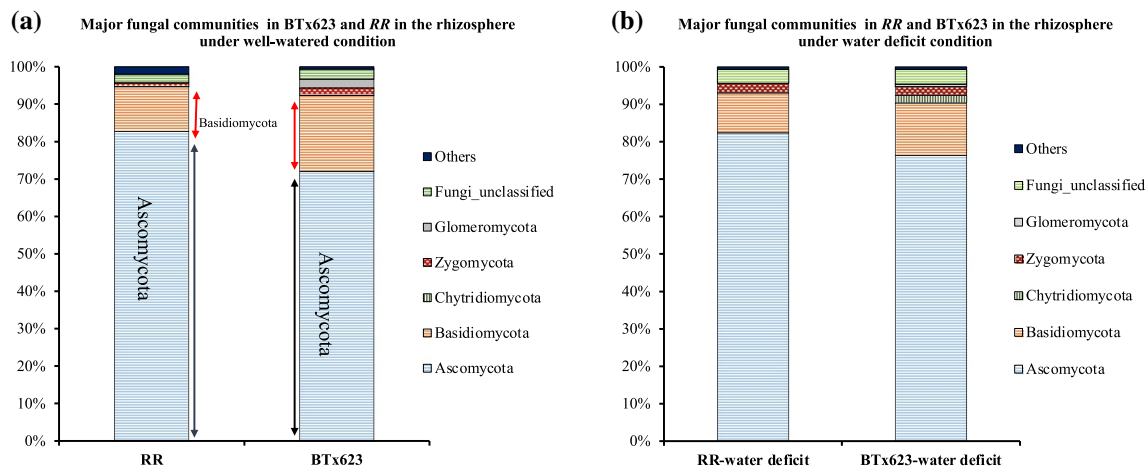 (a)
Major fungal communities in BTx623 and RR in the rhizosphere
under well-watered condition
100%
90%
80%
70%
60%
50%
40%
30%
20%
10%
0%
Basidiomycota
Ascomycota
Ascomycota
RR
BTx623
Others
Fungi_unclassified
Glomeromycota
Zygomycota
Chytridiomycota
Basidiomycota
Ascomycota
(b)
Major fungal communities in RR and BTx623 in the rhizosphere
under water deficit condition
100%
90%
80%
70%
60%
50%
40%
30%
20%
10%
0%
RR-water deficit
BTx623-water deficit
Others
Fungi_unclassified
Glomeromycota
Zygomycota
Chytridiomycota
Basidiomycota
Ascomycota